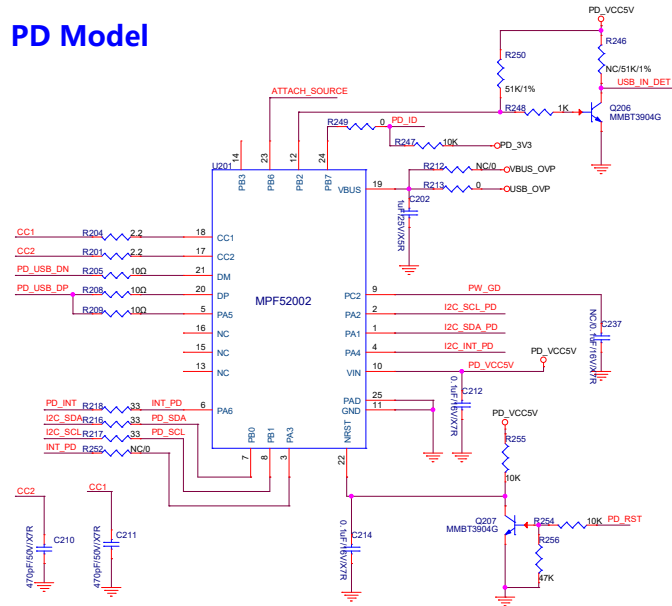 PD Model
PD_VCC5V
R250
R246
51K/1%
NC/51K/1%
USB_IN_DET
ATTACH_SOURCE
R248
1K
Q206
MMBT3904G
R249
0
PD_ID
R247
10K
PD_3V3
14
23
12
24
U201
PB3
PB6
PB2
PB7
R212
NC/0
VBUS_OVP
VBUS
19
R213
0
USB_OVP
C202
1uF/25V/X5R
CC1
R204
2.2
18
CC1
CC2
R201
2.2
17
CC2
PD_USB_DN
R205
10Ω
21
DM
PD_USB_DP
R208
10Ω
20
DP
R209
10Ω
5
PA5
16
NC
15
NC
13
NC
MPF52002
PC2
9
PW_GD
PA2
2
I2C_SCL_PD
PA1
1
I2C_SDA_PD
PA4
4
I2C_INT_PD
VIN
10
PD_VCC5V
PD_VCC5V
C237
NC/0.1uF/16V/X7R
C212
0.1uF/16V/X7R
PAD
25
GND
11
PD_INT
R218
33
INT_PD
6
PA6
I2C_SDA
R216
33
PD_SDA
I2C_SCL
R217
33
PD_SCL
INT_PD
R252
NC/0
PB0
PB1
PA3
NRST
7
8
3
22
PD_VCC5V
R255
10K
CC2
C210
470pF/50V/X7R
CC1
C211
470pF/50V/X7R
C214
0.1uF/16V/X7R
Q207
MMBT3904G
R254
10K
PD_RST
R256
47K